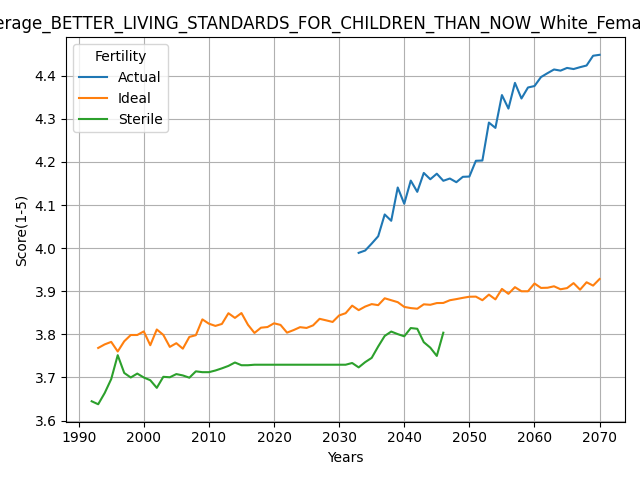 erage_BETTER_LIVING_STANDARDS_FOR_CHILDREN_THAN_NOW_White_Fema
Fertility
Actual
Ideal
Sterile
Score(1-5)
4.4
4.3
4.2
4.1
4.0
3.9
3.8
3.7
3.6
1990 2000 2010 2020 2030 2040 2050 2060 2070
Years